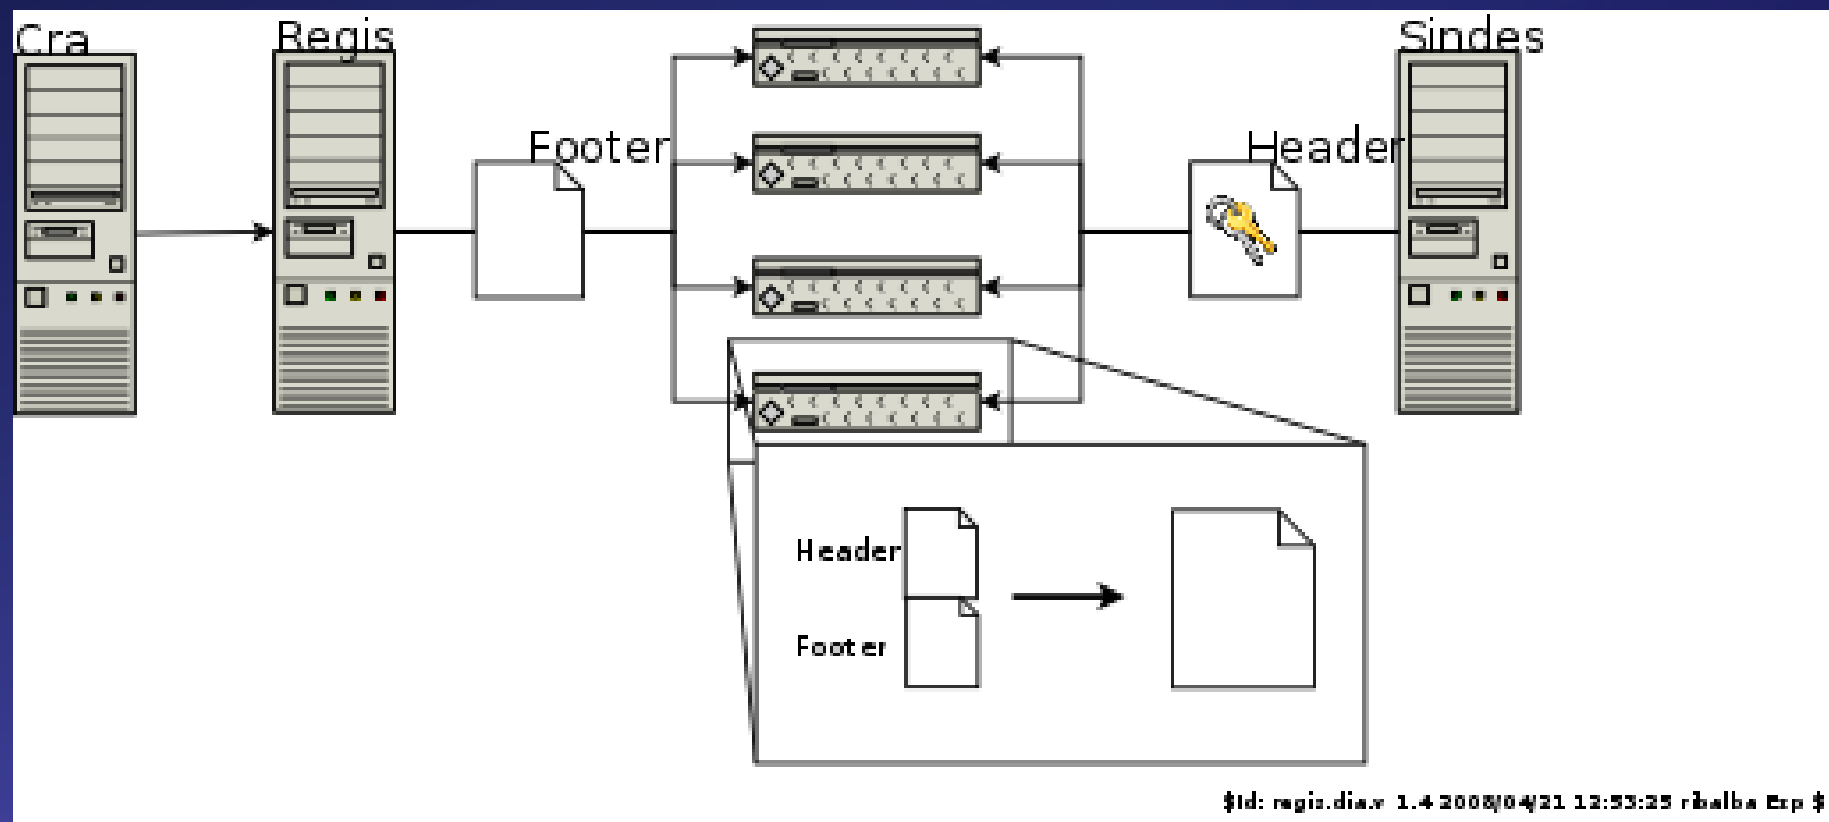 Cra
Regis
Sindes
Footer
Header
Header
Footer
$Id: regis.dia,v 1.4 2008/04/21 12:53:25 ribalba Exp $